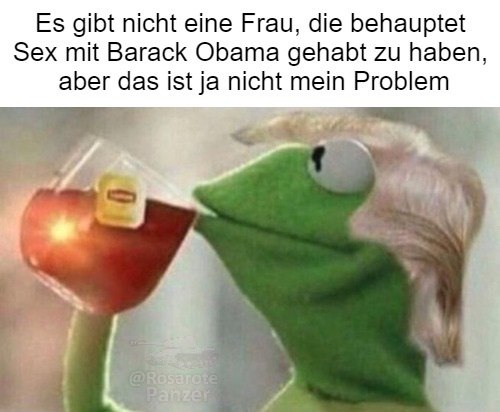 Es gibt nicht eine Frau, die behauptet
Sex mit Barack Obama gehabt zu haben,
aber das ist ja nicht mein Problem
@Rosarote
Panzer